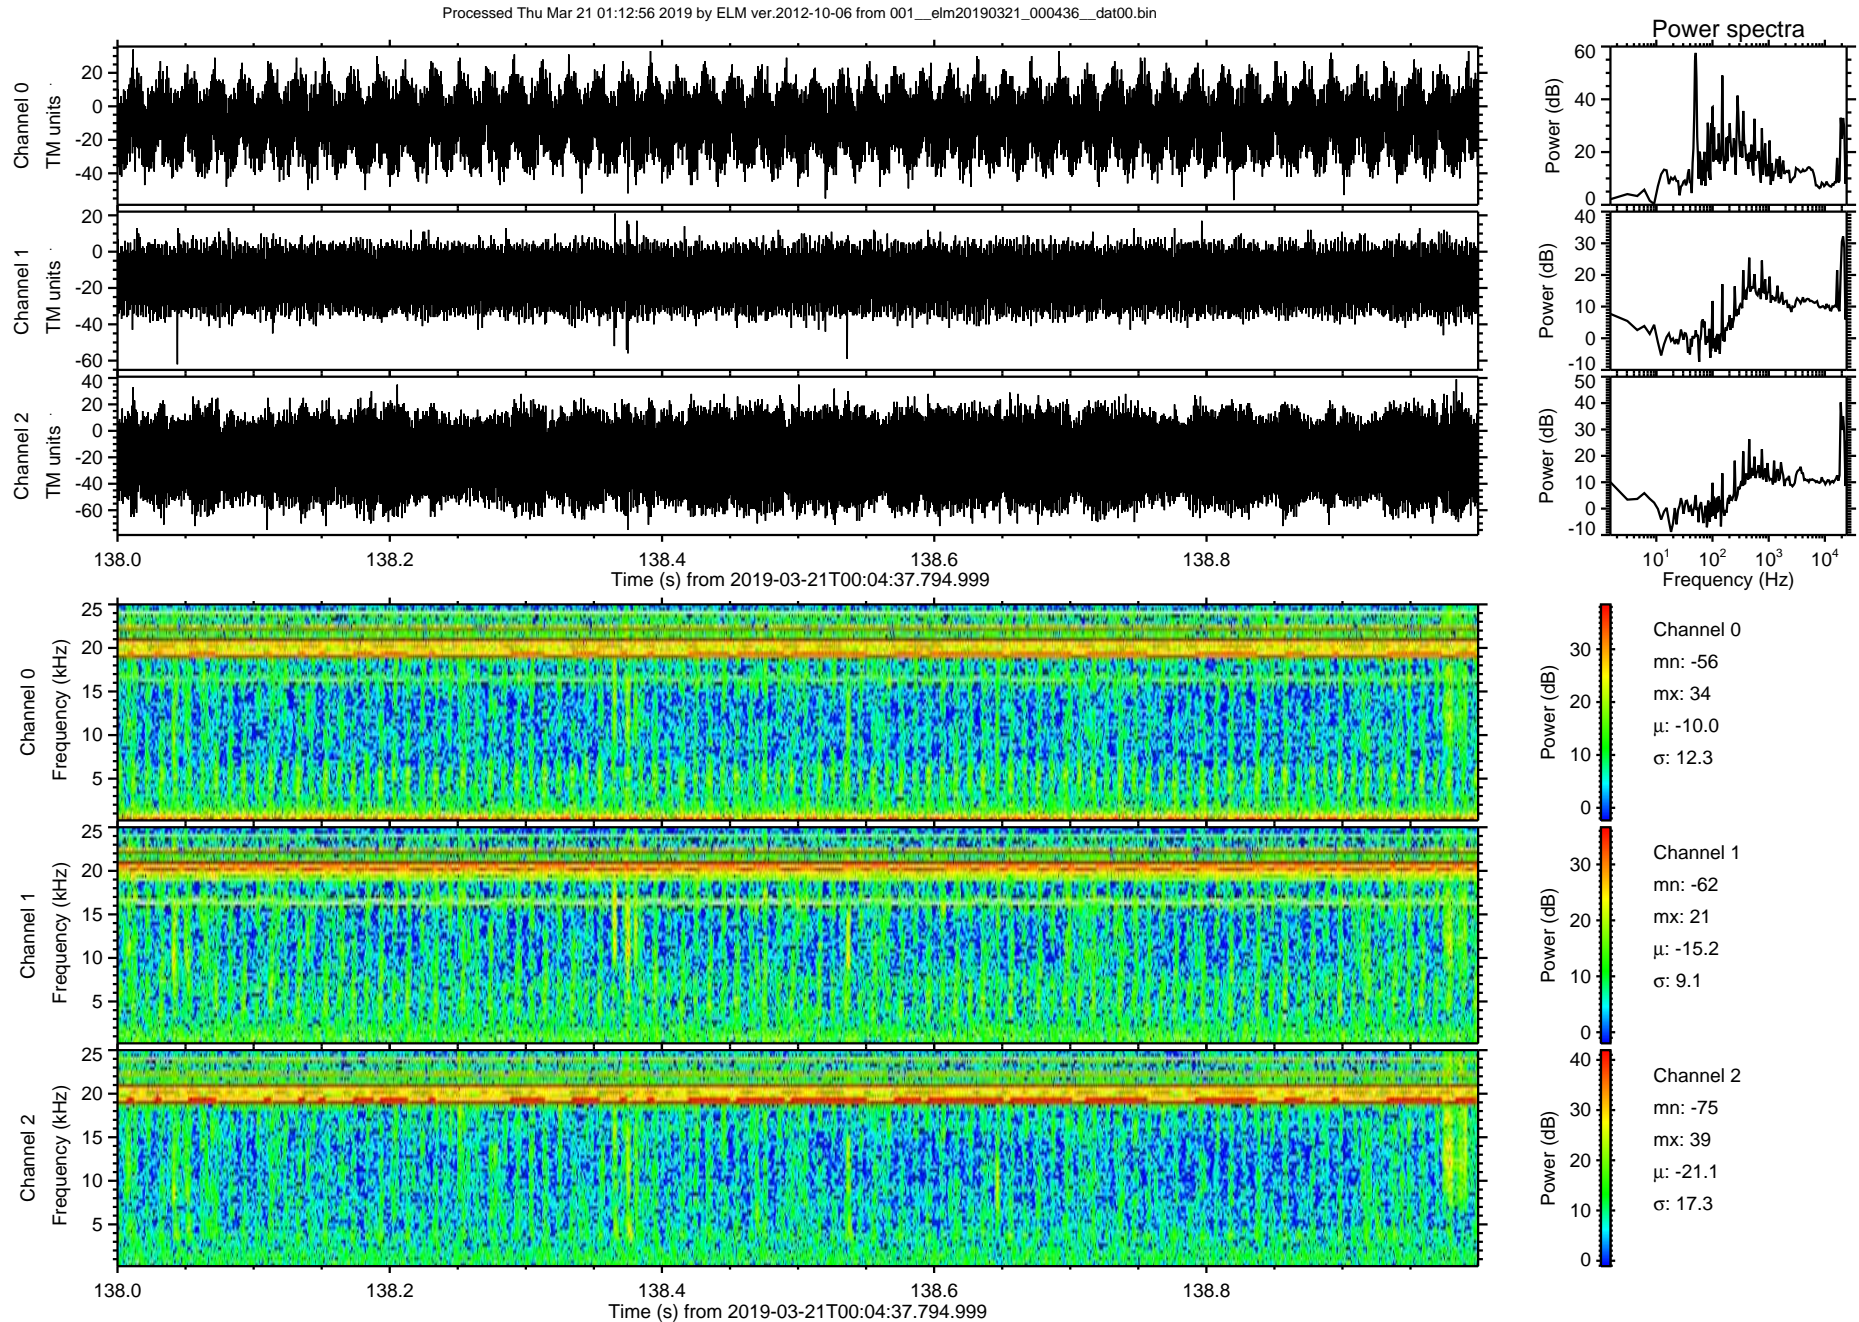 Processed Thu Mar 21 01:12:56 2019 by ELM ver.2012-10-06 from 001__elm20190321_000436__dat00.bin
Power spectra
Channel 0
TM units
20
0
-20
-40
Power (dB)
60
40
20
0
Channel 1
TM units
20
0
-20
-40
-60
Power (dB)
40
30
20
10
0
-10
Channel 2
TM units
40
20
0
-20
-40
-60
Power (dB)
50
40
30
20
10
0
-10
138.0 138.2 138.4 138.6 138.8
Time (s) from 2019-03-21T00:04:37.794.999
10¹ 10² 10³ 10⁴
Frequency (Hz)
Channel 0
Frequency (kHz)
25
20
15
10
5
Power (dB)
30
20
10
0
Channel 0
mn: -56
mx: 34
μ: -10.0
σ: 12.3
Channel 1
Frequency (kHz)
25
20
15
10
5
Power (dB)
30
20
10
0
Channel 1
mn: -62
mx: 21
μ: -15.2
σ: 9.1
Channel 2
Frequency (kHz)
25
20
15
10
5
Power (dB)
40
30
20
10
0
Channel 2
mn: -75
mx: 39
μ: -21.1
σ: 17.3
138.0 138.2 138.4 138.6 138.8
Time (s) from 2019-03-21T00:04:37.794.999